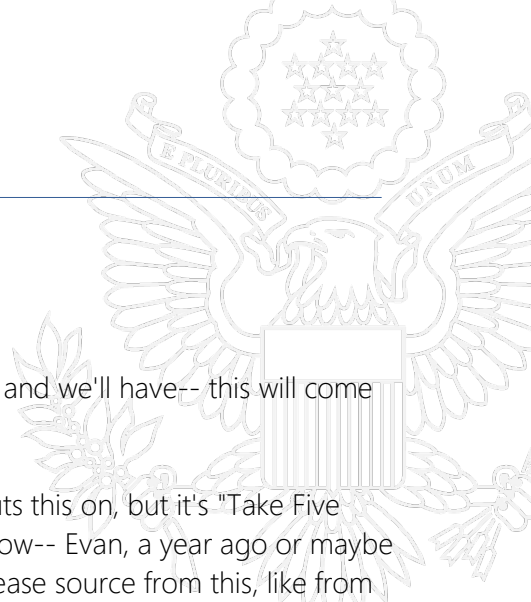 E PLURIBUS UNUM
and we'll have-- this will come
uts this on, but it's "Take Five
ow-- Evan, a year ago or maybe
ease source from this, like from